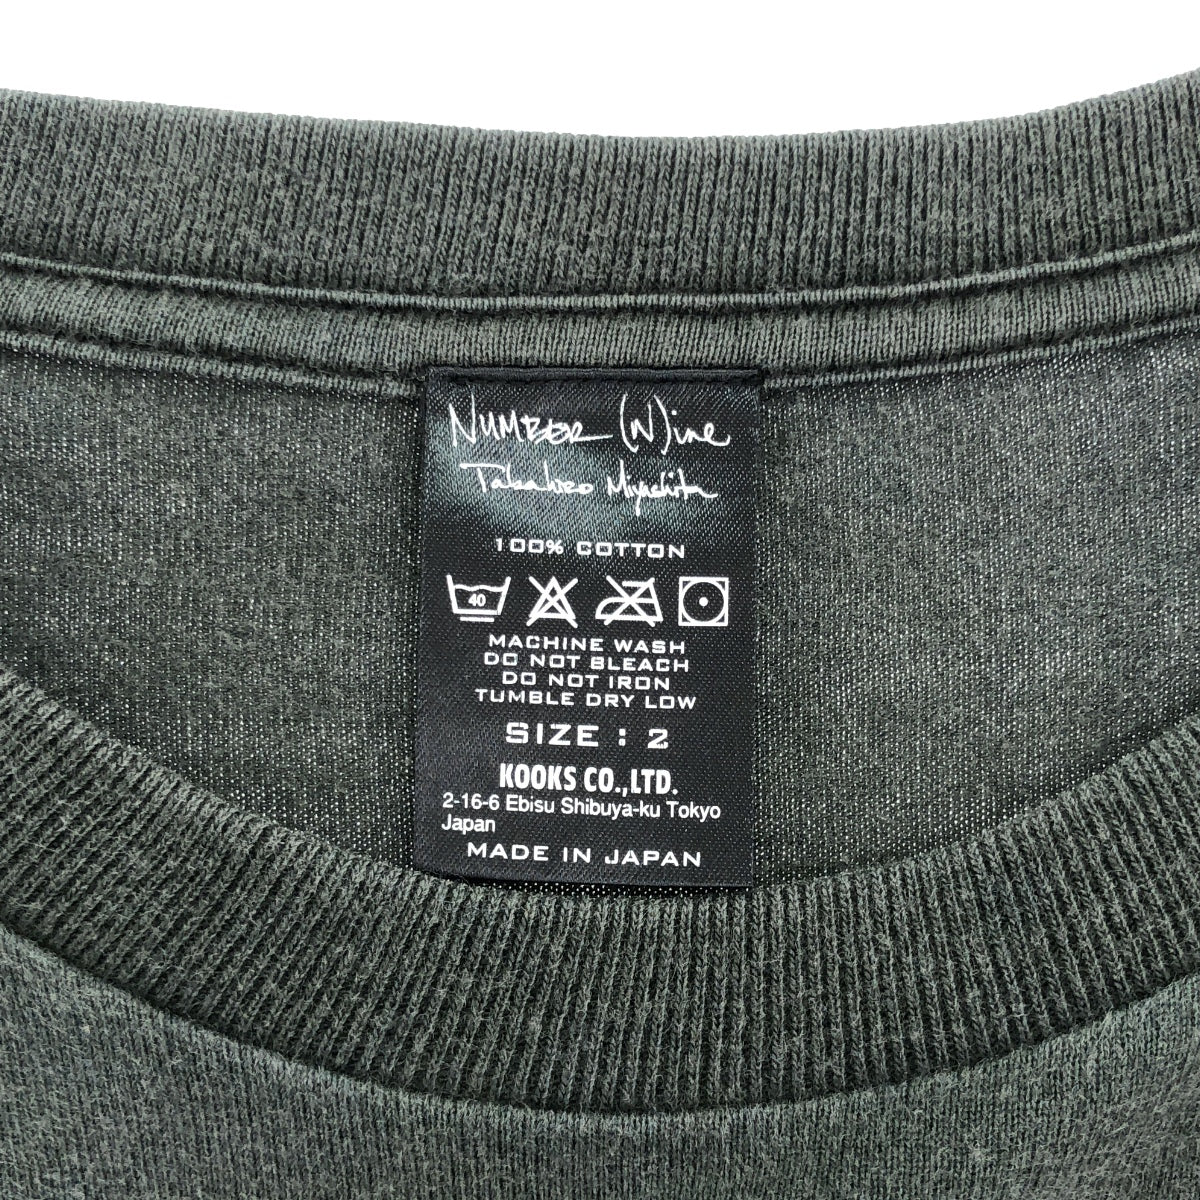 NUMBER (N)ine
Takahiro Miyashita
100% COTTON
40
MACHINE WASH
DO NOT BLEACH
DO NOT IRON
TUMBLE DRY LOW
SIZE : 2
KOOKS CO.,LTD.
2-16-6 Ebisu Shibuya-ku Tokyo
Japan
MADE IN JAPAN